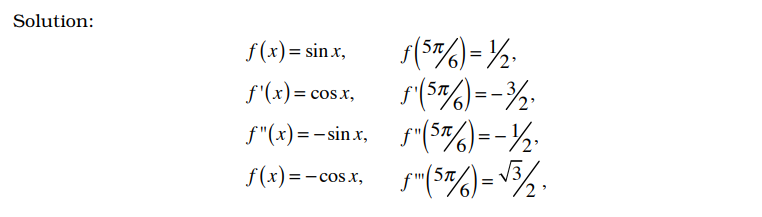 Solution:
f(x) = sin x, f(5π/6) = 1/2.
f'(x) = cos x, f'(5π/6) = -3/2.
f"(x) = -sin x, f"(5π/6) = -1/2.
f(x) = -cos x, f'''(5π/6) = √3/2.